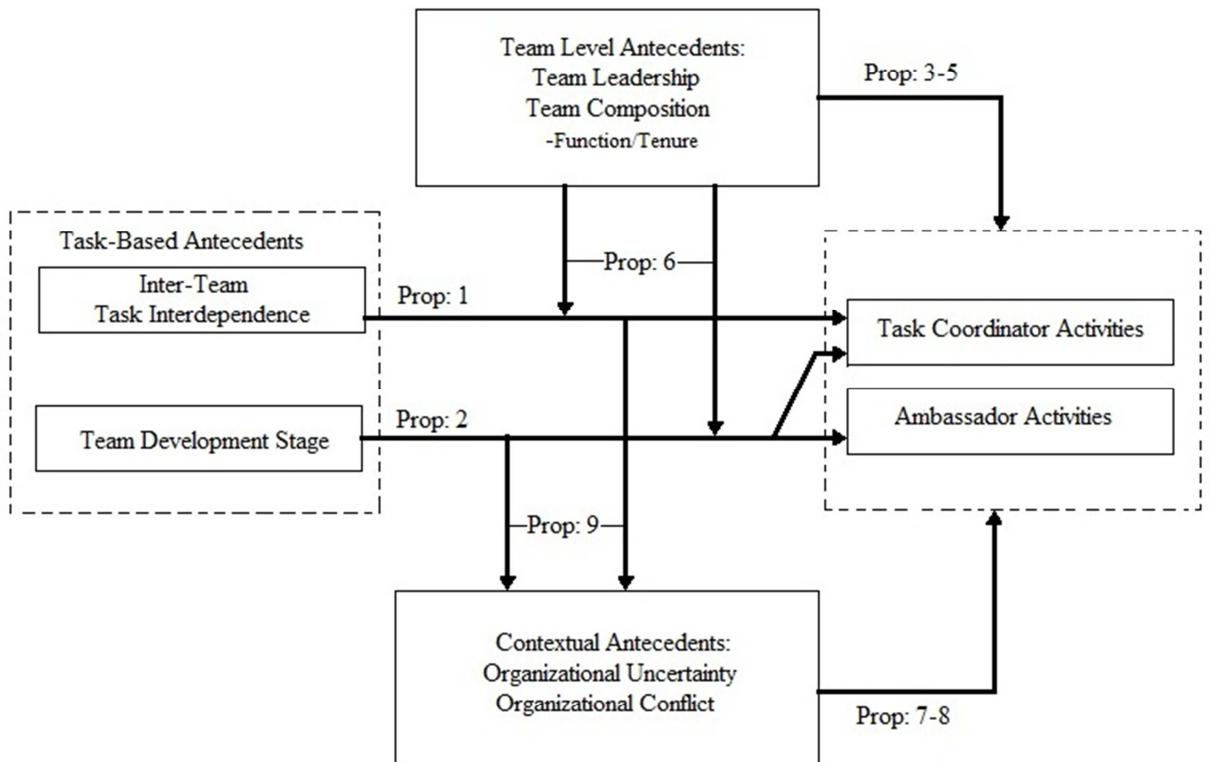 Team Level Antecedents:
Team Leadership
Team Composition
-Function/Tenure
Prop: 3-5
Task-Based Antecedents
Inter-Team
Task Interdependence
Prop: 1
Prop: 6
Task Coordinator Activities
Team Development Stage
Prop: 2
Ambassador Activities
Prop: 9
Contextual Antecedents:
Organizational Uncertainty
Organizational Conflict
Prop: 7-8